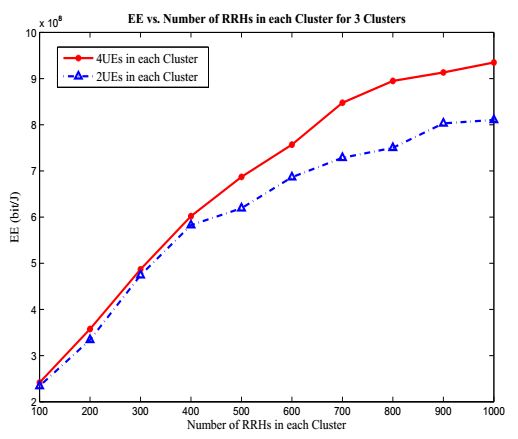 EE vs. Number of RRHs in each Cluster for 3 Clusters
x 10^8
4UEs in each Cluster
2UEs in each Cluster
EE (bit/J)
10
9
8
7
6
5
4
3
2
100 200 300 400 500 600 700 800 900 1000
Number of RRHs in each Cluster